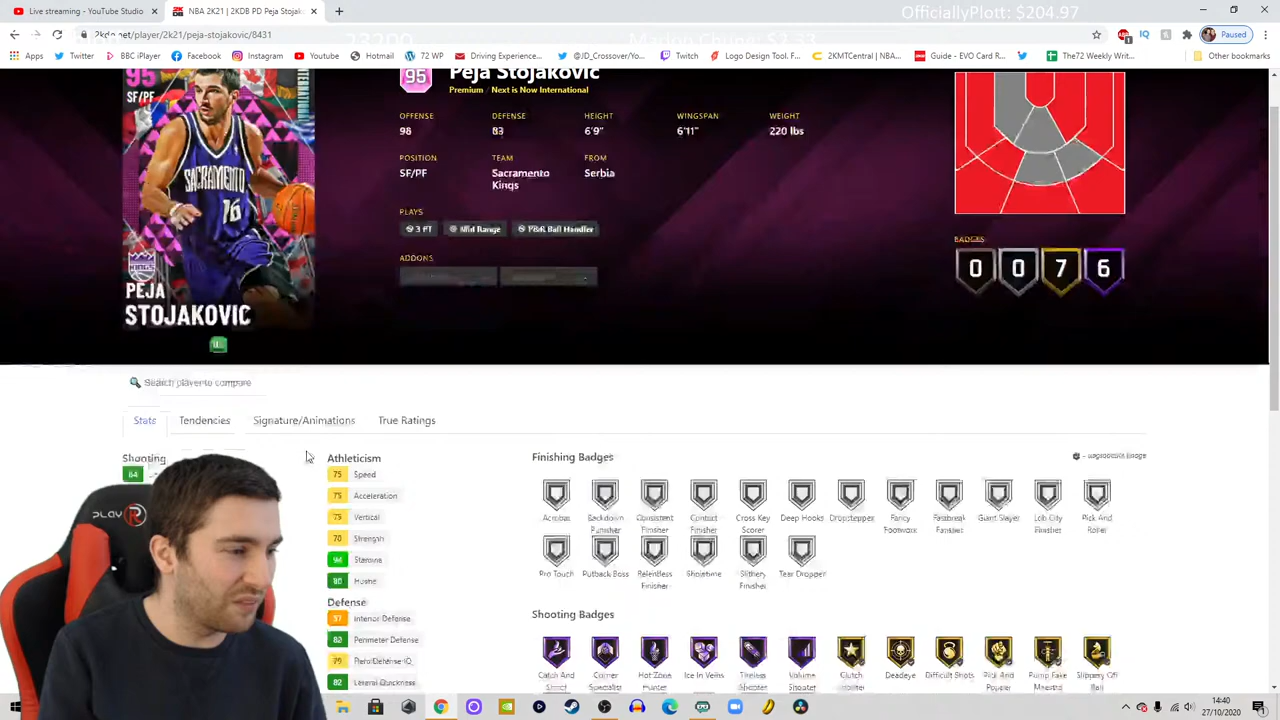 Live streaming - YouTube Studio
NBA 2K21 | 2KDB PD Peja Stojak
OfficiallyPlott: $204.97
2kdb.net/player/2k21/peja-stojakovic/8431
Paused
Apps
Twitter
BBC iPlayer
Facebook
Instagram
Youtube
Hotmail
72 WP
Driving Experience...
@JD_Crossover/Yo...
Twitch
Logo Design Tool. F...
2KMTCentral | NBA...
Guide - EVO Card R...
The72 Weekly Writ...
Other bookmarks
95
SF/PF
SACRAMENTO
16
KINGS
PEJA
STOJAKOVIC
95
Peja Stojakovic
Premium / Next is Now International
OFFENSE
98
DEFENSE
83
HEIGHT
6'9"
WINGSPAN
6'11"
WEIGHT
220 lbs
POSITION
SF/PF
TEAM
Sacramento
Kings
FROM
Serbia
PLAYS
3 PT
Mid Range
P&R Ball Handler
ADDONS
BADGES
0 0 7 6
Search player to compare
Stats
Tendencies
Signature/Animations
True Ratings
Shooting
84
Athleticism
75 Speed
75 Acceleration
75 Vertical
70 Strength
Stamina
Hustle
Defense
Interior Defense
82 Perimeter Defense
Lateral Quickness
Finishing Badges
Acrobat
Backdown
Punisher
Consistent
Finisher
Contact
Finisher
Cross Key
Scorer
Deep Hooks
Dropstepper
Fancy
Footwork
Fastbreak
Finisher
Giant Slayer
Lob City
Finisher
Pick And
Roller
Pro Touch
Putback Boss
Relentless
Finisher
Showtime
Slithery
Finisher
Tear Dropper
Shooting Badges
Catch And
Shoot
Corner
Specialist
Hot Zone
Hunter
Ice In Veins
Tireless
Shooter
Volume
Shooter
Clutch
Deadeye
Difficult Shots
Pick And
Popper
Pump Fake
Maestro
Slippery Off-
Ball
PLAY R
14:40
27/10/2020